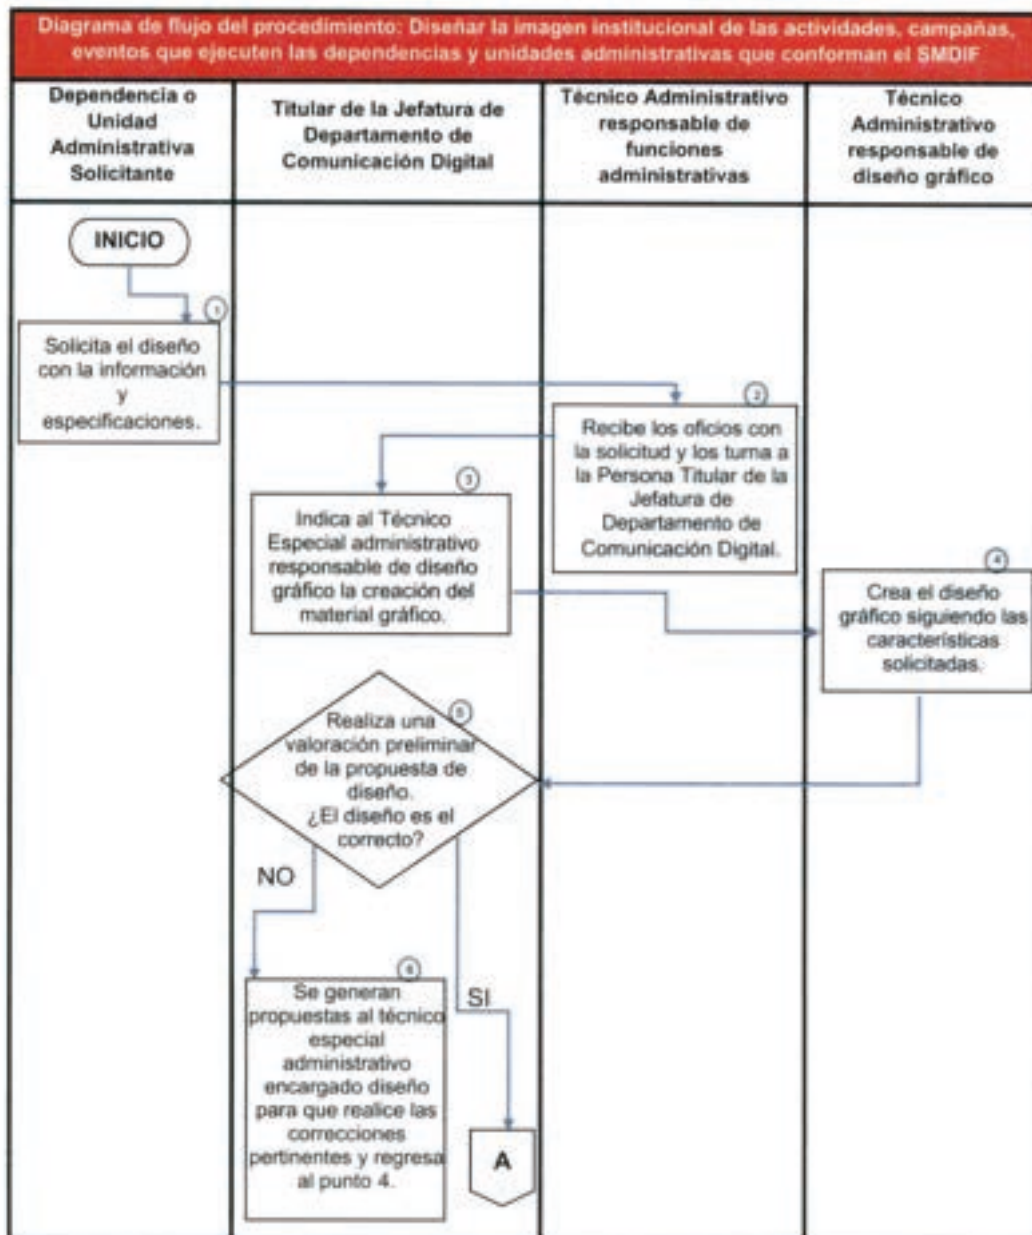 Diagrama de flujo del procedimiento: Diseñar la imagen institucional de las actividades, campañas,
eventos que ejecuten las dependencias y unidades administrativas que conforman el SMDIF
Dependencia o
Unidad
Administrativa
Solicitante
Titular de la Jefatura de
Departamento de
Comunicación Digital
Técnico Administrativo
responsable de
funciones
administrativas
Técnico
Administrativo
responsable de
diseño gráfico
INICIO
1
Solicita el diseño
con la información
y
especificaciones.
2
Recibe los oficios con
la solicitud y los turna a
la Persona Titular de la
Jefatura de
Departamento de
Comunicación Digital.
3
Indica al Técnico
Especial administrativo
responsable de diseño
gráfico la creación del
material gráfico.
4
Crea el diseño
gráfico siguiendo las
características
solicitadas.
5
Realiza una
valoración preliminar
de la propuesta de
diseño.
¿El diseño es el
correcto?
NO
SI
6
Se generan
propuestas al técnico
especial
administrativo
encargado diseño
para que realice las
correcciones
pertinentes y regresa
al punto 4.
A